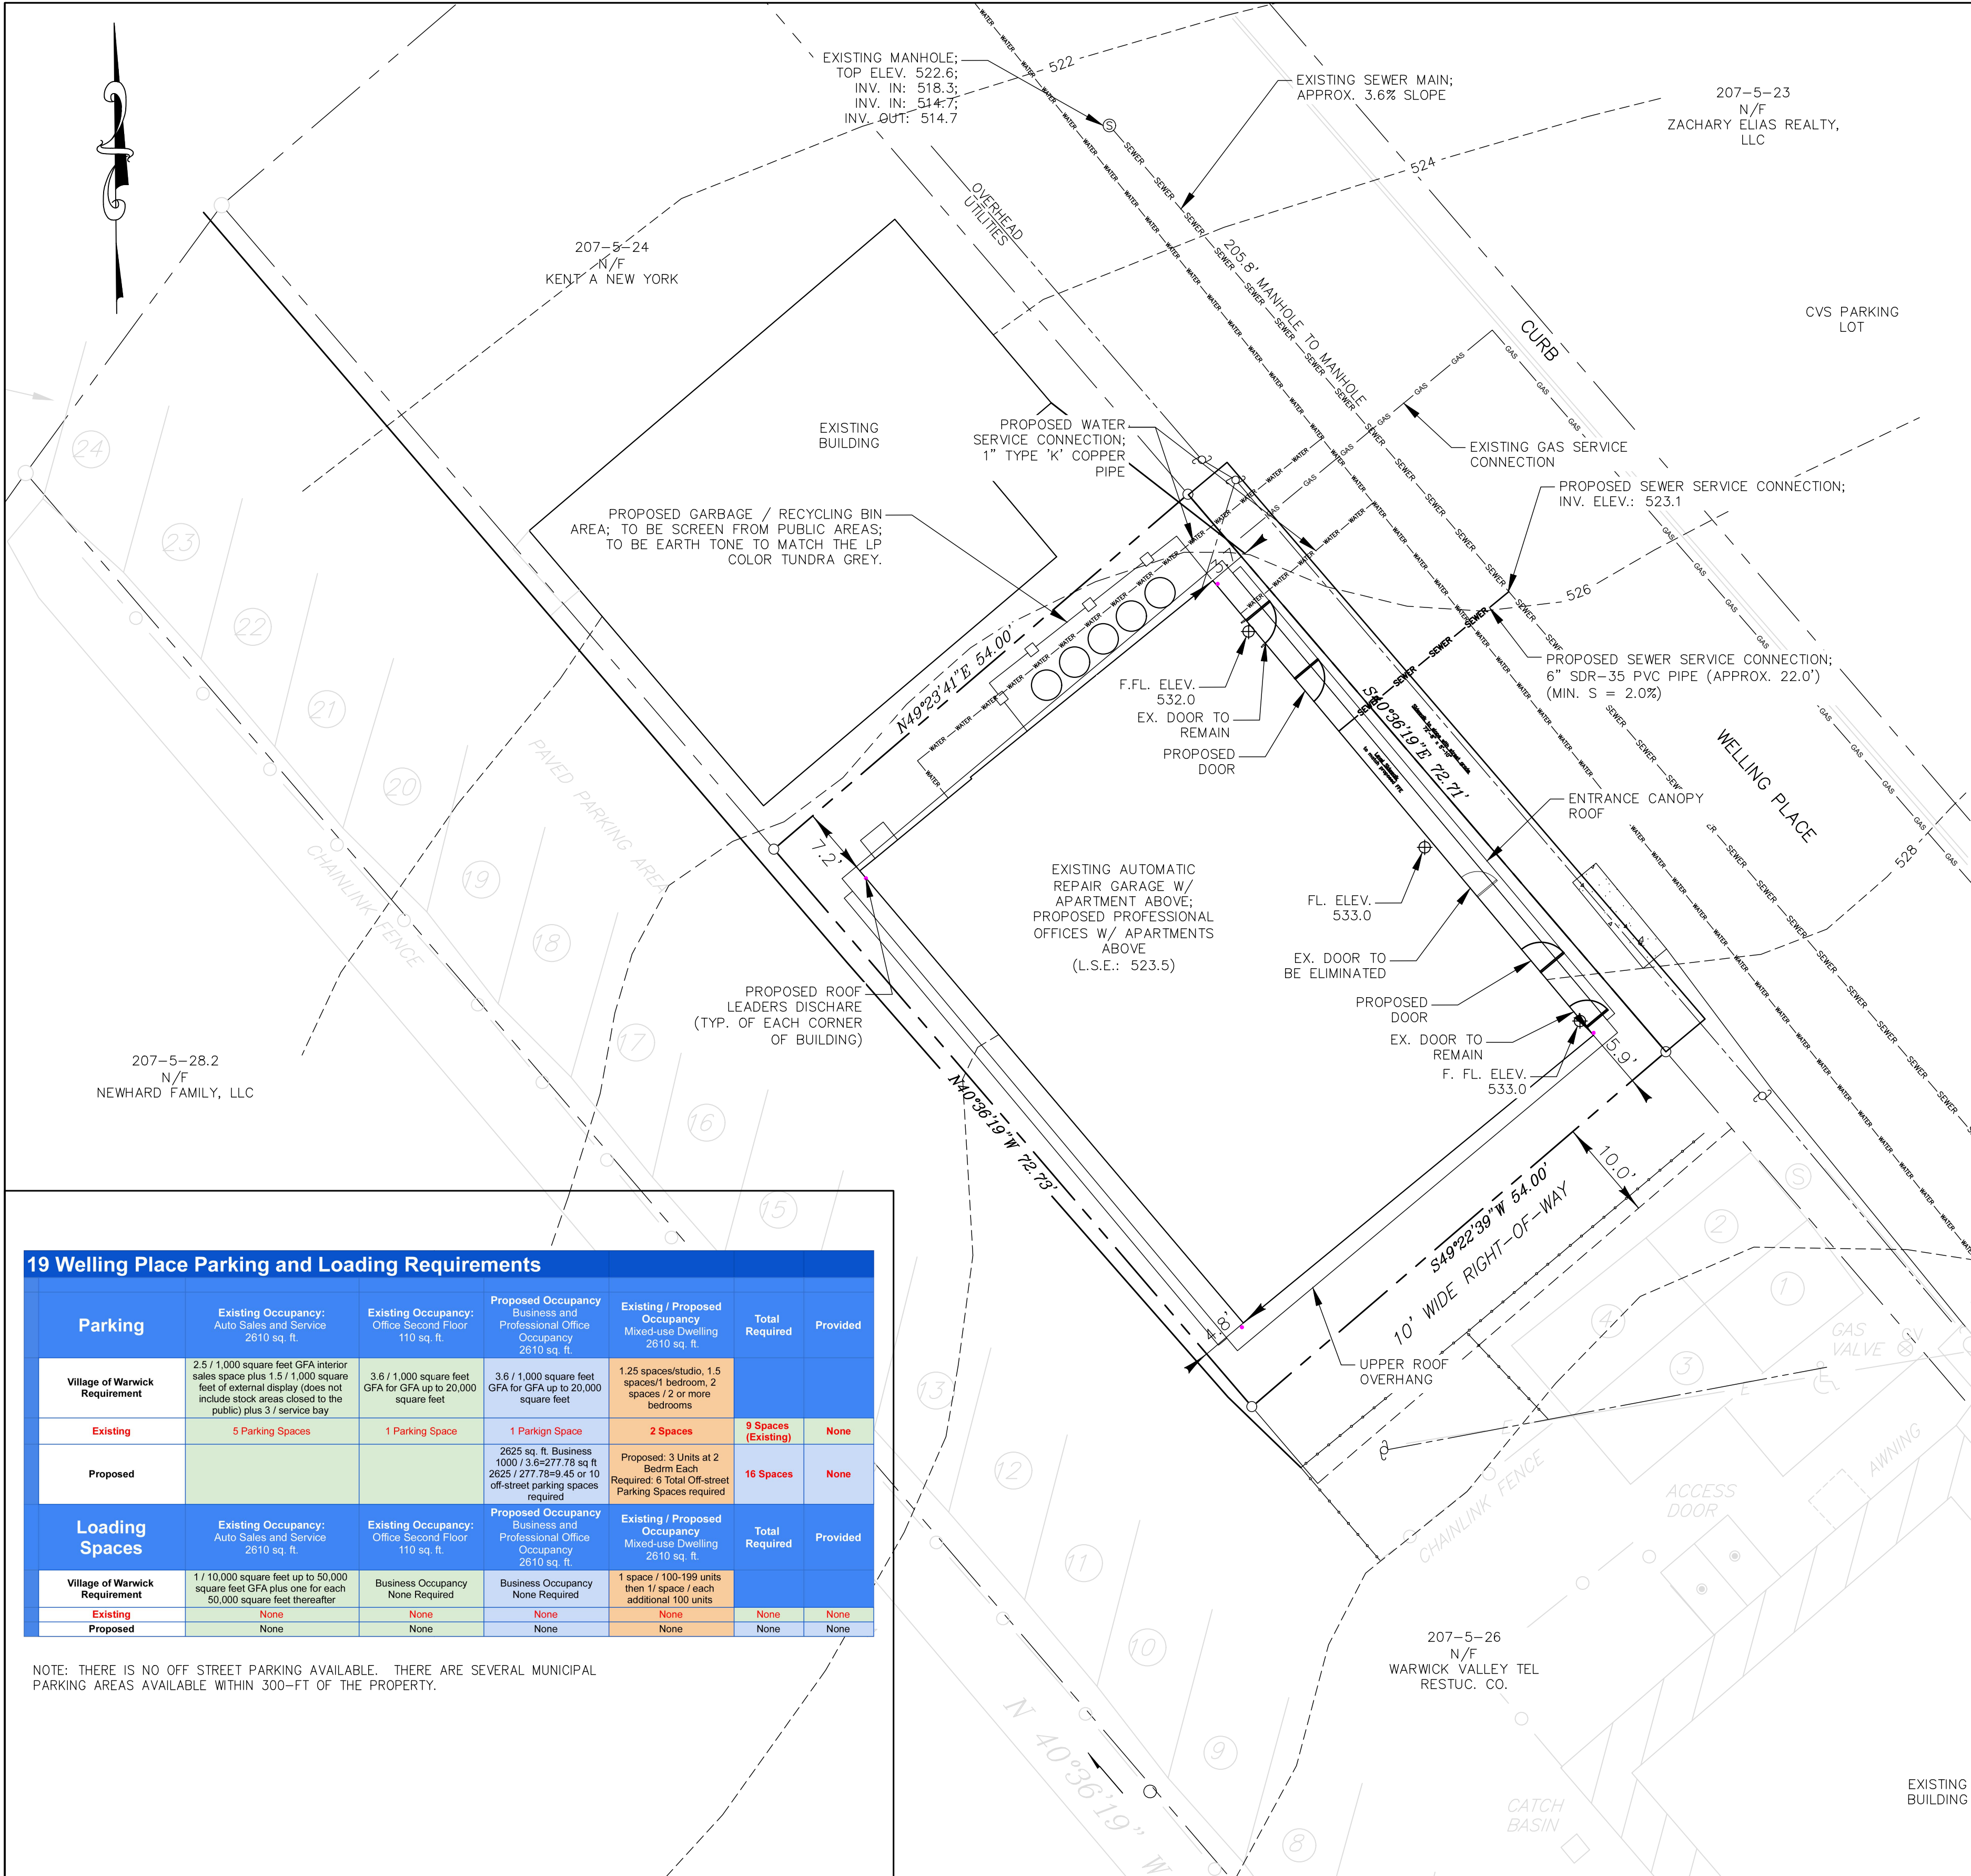 EXISTING MANHOLE;
TOP ELEV. 522.6;
INV. IN: 518.3;
INV. IN: 514.7;
INV. OUT: 514.7
522
EXISTING SEWER MAIN;
APPROX. 3.6% SLOPE
207-5-23
N/F
ZACHARY ELIAS REALTY,
LLC
524
OVERHEAD
UTILITIES
207-5-24
N/F
KENT A NEW YORK
205.8' MANHOLE TO MANHOLE
CURB
CVS PARKING
LOT
EXISTING
BUILDING
PROPOSED WATER
SERVICE CONNECTION;
1" TYPE 'K' COPPER
PIPE
EXISTING GAS SERVICE
CONNECTION
PROPOSED SEWER SERVICE CONNECTION;
INV. ELEV.: 523.1
PROPOSED GARBAGE / RECYCLING BIN
AREA; TO BE SCREEN FROM PUBLIC AREAS;
TO BE EARTH TONE TO MATCH THE LP
COLOR TUNDRA GREY.
526
N49°23'41"E 54.00'
F.FL. ELEV.
532.0
EX. DOOR TO
REMAIN
PROPOSED
DOOR
S40°36'19"E 72.71'
PROPOSED SEWER SERVICE CONNECTION;
6" SDR-35 PVC PIPE (APPROX. 22.0')
(MIN. S = 2.0%)
WELLING PLACE
ENTRANCE CANOPY
ROOF
528
24
23
22
21
20
19
18
17
16
15
PAVED PARKING AREA
CHAINLINK FENCE
7.2'
EXISTING AUTOMATIC
REPAIR GARAGE W/
APARTMENT ABOVE;
PROPOSED PROFESSIONAL
OFFICES W/ APARTMENTS
ABOVE
(L.S.E.: 523.5)
FL. ELEV.
533.0
EX. DOOR TO
BE ELIMINATED
PROPOSED
DOOR
EX. DOOR TO
REMAIN
F. FL. ELEV.
533.0
5.9'
PROPOSED ROOF
LEADERS DISCHARE
(TYP. OF EACH CORNER
OF BUILDING)
207-5-28.2
N/F
NEWHARD FAMILY, LLC
N40°36'19"W 72.73'
10.0'
S49°22'39"W 54.00'
10' WIDE RIGHT-OF-WAY
4.8'
UPPER ROOF
OVERHANG
S
2
1
4
3
GAS
VALVE
GV
E
E
AWNING
ACCESS
DOOR
CHAINLINK FENCE
13
12
11
10
9
8
N 40°36'19" W
207-5-26
N/F
WARWICK VALLEY TEL
RESTUC. CO.
CATCH
BASIN
EXISTING
BUILDING
19 Welling Place Parking and Loading Requirements
Parking
Existing Occupancy:
Auto Sales and Service
2610 sq. ft.
Existing Occupancy:
Office Second Floor
110 sq. ft.
Proposed Occupancy
Business and
Professional Office
Occupancy
2610 sq. ft.
Existing / Proposed
Occupancy
Mixed-use Dwelling
2610 sq. ft.
Total
Required
Provided
Village of Warwick
Requirement
2.5 / 1,000 square feet GFA interior
sales space plus 1.5 / 1,000 square
feet of external display (does not
include stock areas closed to the
public) plus 3 / service bay
3.6 / 1,000 square feet
GFA for GFA up to 20,000
square feet
3.6 / 1,000 square feet
GFA for GFA up to 20,000
square feet
1.25 spaces/studio, 1.5
spaces/1 bedroom, 2
spaces / 2 or more
bedrooms
Existing
5 Parking Spaces
1 Parking Space
1 Parkign Space
2 Spaces
9 Spaces
(Existing)
None
Proposed
2625 sq. ft. Business
1000 / 3.6=277.78 sq ft
2625 / 277.78=9.45 or 10
off-street parking spaces
required
Proposed: 3 Units at 2
Bedrm Each
Required: 6 Total Off-street
Parking Spaces required
16 Spaces
None
Loading
Spaces
Existing Occupancy:
Auto Sales and Service
2610 sq. ft.
Existing Occupancy:
Office Second Floor
110 sq. ft.
Proposed Occupancy
Business and
Professional Office
Occupancy
2610 sq. ft.
Existing / Proposed
Occupancy
Mixed-use Dwelling
2610 sq. ft.
Total
Required
Provided
Village of Warwick
Requirement
1 / 10,000 square feet up to 50,000
square feet GFA plus one for each
50,000 square feet thereafter
Business Occupancy
None Required
Business Occupancy
None Required
1 space / 100-199 units
then 1/ space / each
additional 100 units
Existing
None
None
None
None
None
None
Proposed
None
None
None
None
None
None
NOTE: THERE IS NO OFF STREET PARKING AVAILABLE. THERE ARE SEVERAL MUNICIPAL
PARKING AREAS AVAILABLE WITHIN 300-FT OF THE PROPERTY.